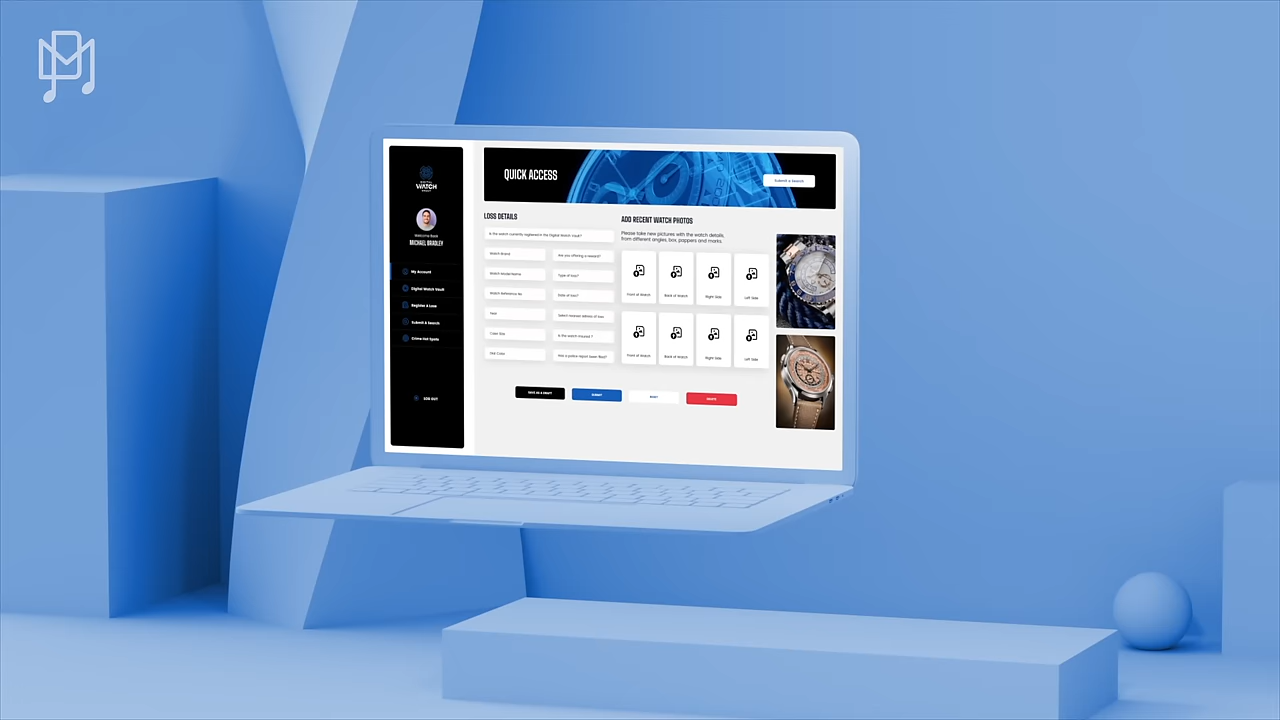 DIGITAL
WATCH
GROUP
Welcome Back
MICHAEL BRADLEY
My Account
Digital Watch Vault
Register A Loss
Submit A Search
Crime Hot Spots
LOG OUT
QUICK ACCESS
Submit a Search
LOSS DETAILS
Is the watch currently registered in the Digital Watch Vault?
Watch Brand
Are you offering a reward?
Watch Model Name
Type of loss?
Watch Reference No
Date of loss?
Year
Select nearest address of loss
Case Size
Is the watch insured ?
Dial Color
Has a police report been filed?
ADD RECENT WATCH PHOTOS
Please take new pictures with the watch details,
from different angles, box, pappers and marks.
Front of Watch
Back of Watch
Right Side
Left Side
Front of Watch
Back of Watch
Right Side
Left Side
SAVE AS A DRAFT
SUBMIT
DELETE